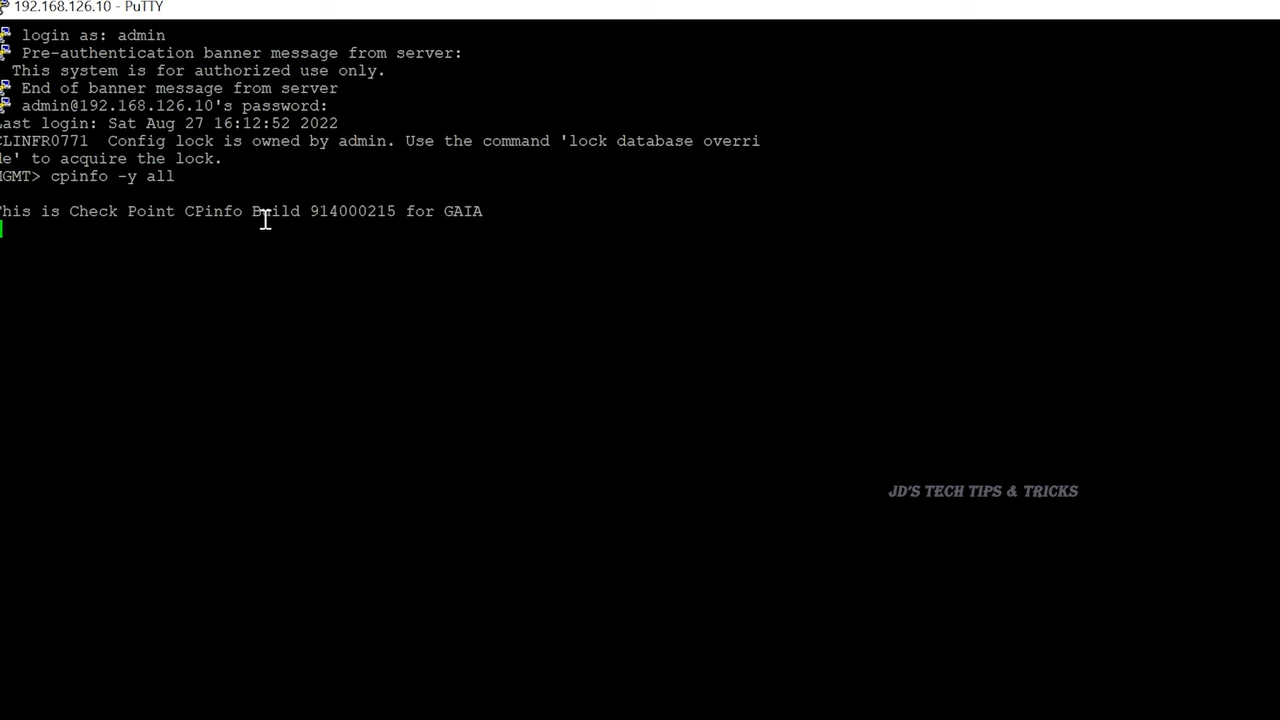 192.168.126.10 - PuTTY
login as: admin
Pre-authentication banner message from server:
This system is for authorized use only.
End of banner message from server
admin@192.168.126.10's password:
Last login: Sat Aug 27 16:12:52 2022
CLINFR0771  Config lock is owned by admin. Use the command 'lock database overri
de' to acquire the lock.
MGMT> cpinfo -y all
This is Check Point CPinfo Build 914000215 for GAIA
JD'S TECH TIPS & TRICKS